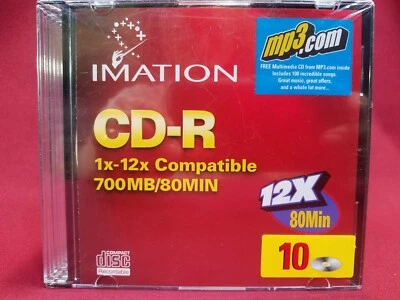 IMATION
mp3.com
FREE Multimedia CD from MP3.com inside
Includes 100 incredible songs
Great music, great offers,
and a whole lot more...
CD-R
1x-12x Compatible
700MB/80MIN
12X
80Min
COMPACT
disc
Recordable
10